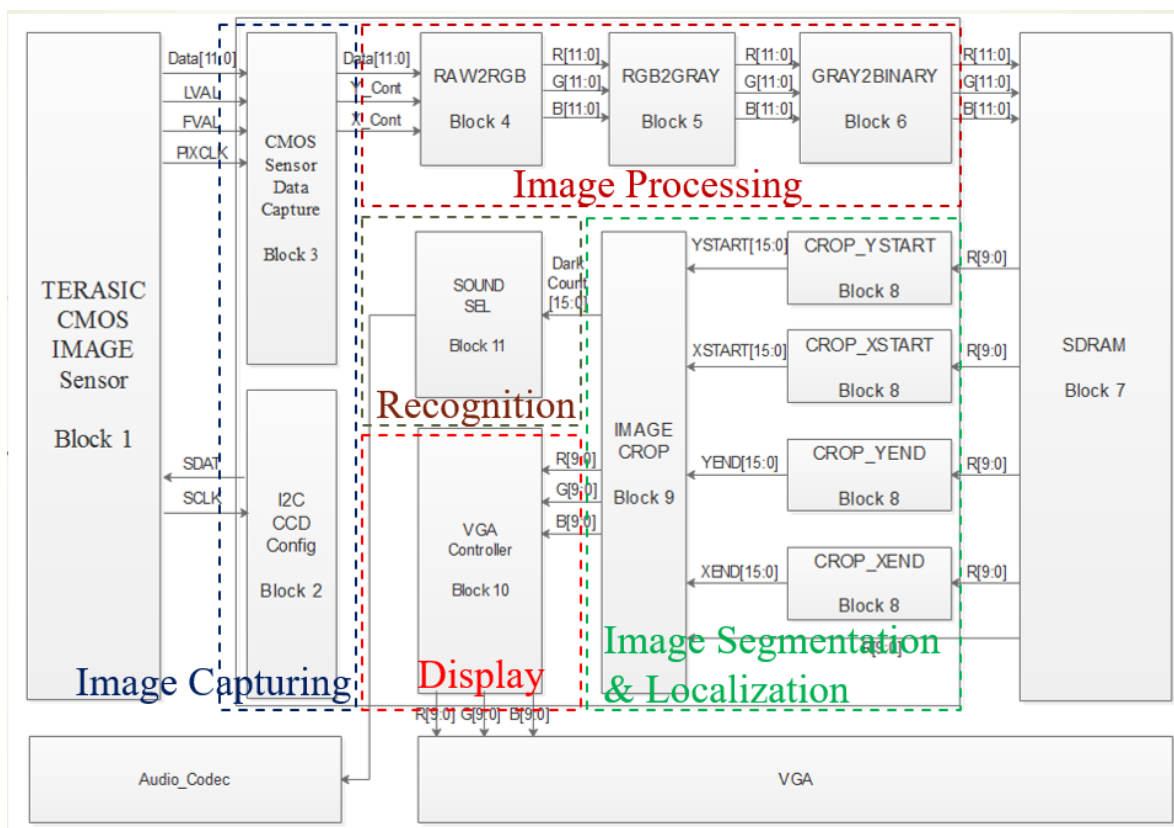 TERASIC
CMOS
IMAGE
Sensor
Block 1
Data[11:0]
LVAL
FVAL
PIXCLK
SDAT
SCLK
CMOS
Sensor
Data
Capture
Block 3
I2C
CCD
Config
Block 2
Image Capturing
Data[11:0]
Y_Cont
X_Cont
RAW2RGB
Block 4
R[11:0]
G[11:0]
B[11:0]
RGB2GRAY
Block 5
R[11:0]
G[11:0]
B[11:0]
GRAY2BINARY
Block 6
R[11:0]
G[11:0]
B[11:0]
Image Processing
SOUND
SEL
Block 11
Dark
Count
[15:0]
Recognition
VGA
Controller
Block 10
R[9:0]
G[9:0]
B[9:0]
Display
R[9:0]
G[9:0]
B[9:0]
IMAGE
CROP
Block 9
YSTART[15:0]
XSTART[15:0]
YEND[15:0]
XEND[15:0]
CROP_YSTART
Block 8
CROP_XSTART
Block 8
CROP_YEND
Block 8
CROP_XEND
Block 8
R[9:0]
R[9:0]
R[9:0]
R[9:0]
R[9:0]
Image Segmentation
& Localization
SDRAM
Block 7
Audio_Codec
VGA